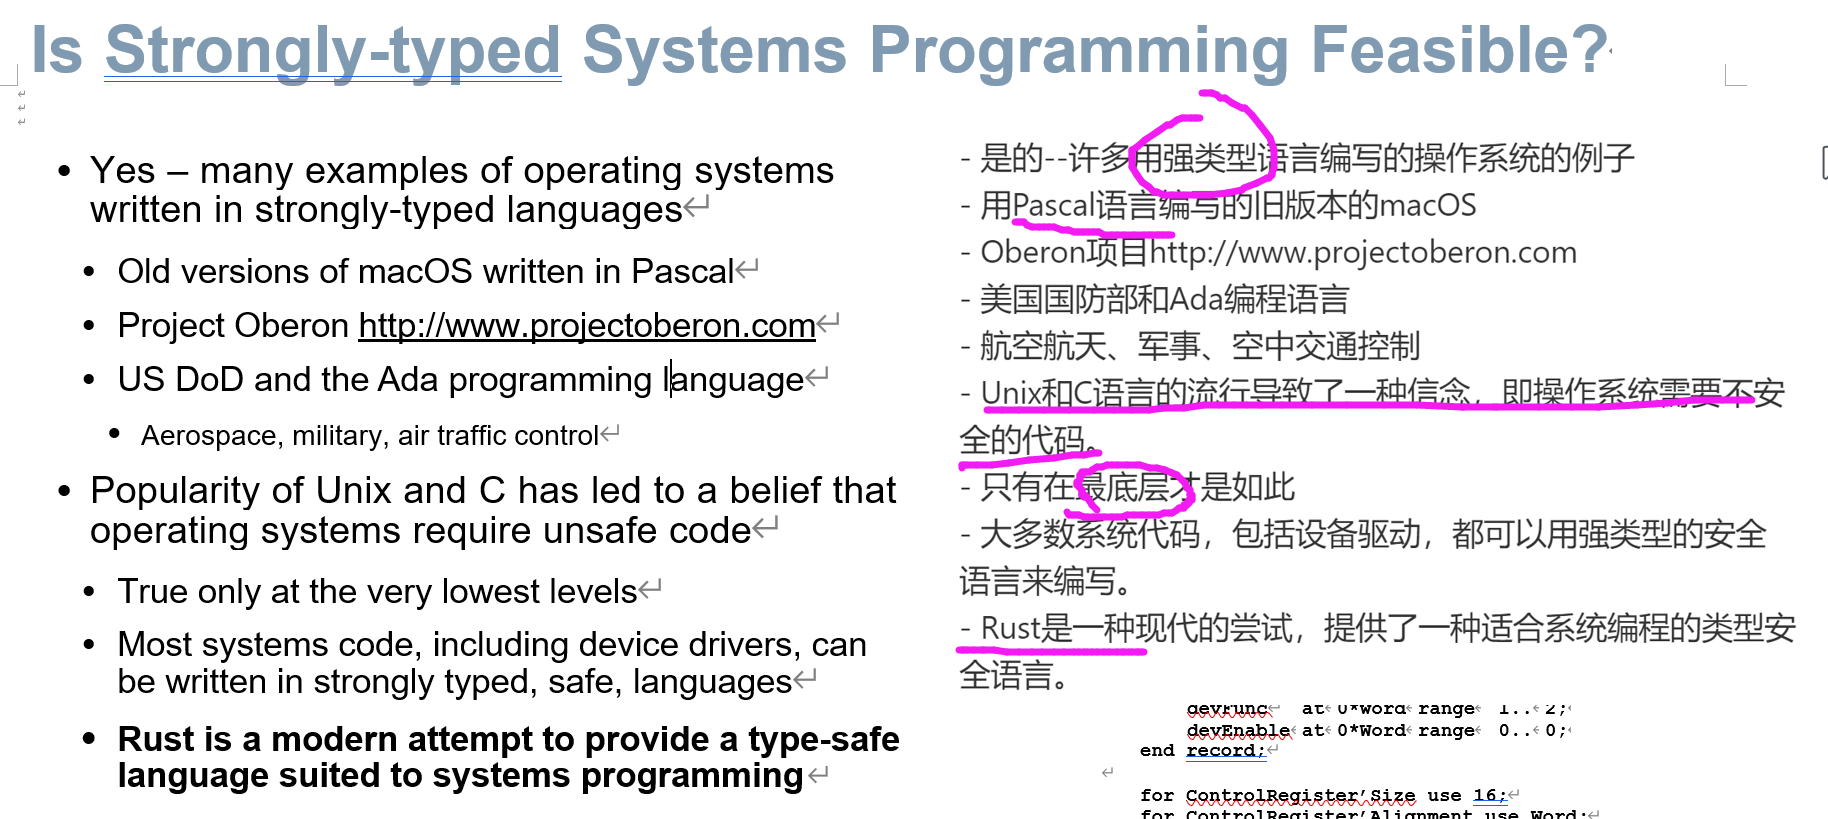 Is Strongly-typed Systems Programming Feasible?
• Yes – many examples of operating systems
written in strongly-typed languages
• Old versions of macOS written in Pascal
• Project Oberon http://www.projectoberon.com
• US DoD and the Ada programming language
• Aerospace, military, air traffic control
• Popularity of Unix and C has led to a belief that
operating systems require unsafe code
• True only at the very lowest levels
• Most systems code, including device drivers, can
be written in strongly typed, safe, languages
• Rust is a modern attempt to provide a type-safe
language suited to systems programming
- 是的--许多用强类型语言编写的操作系统的例子
- 用Pascal语言编写的旧版本的macOS
- Oberon项目http://www.projectoberon.com
- 美国国防部和Ada编程语言
- 航空航天、军事、空中交通控制
- Unix和C语言的流行导致了一种信念，即操作系统需要不安
全的代码。
- 只有在最底层才是如此
- 大多数系统代码，包括设备驱动，都可以用强类型的安全
语言来编写。
- Rust是一种现代的尝试，提供了一种适合系统编程的类型安
全语言。
devFunc at 0*Word range 1.. 2;
devEnable at 0*Word range 0.. 0;
end record;
for ControlRegister’Size use 16;
for ControlRegister’Alignment use Word;